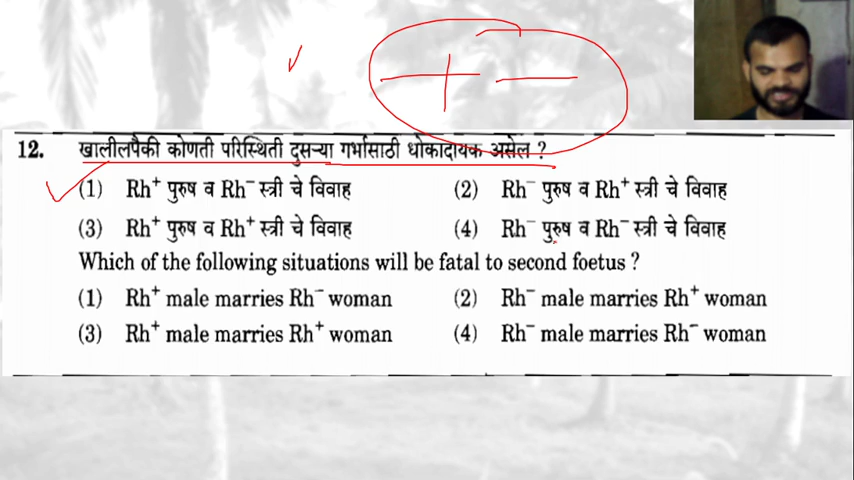 12. खालीलपैकी कोणती परिस्थिती दुसऱ्या गर्भासाठी धोकादायक असेल ?
(1) Rh⁺ पुरुष व Rh⁻ स्त्री चे विवाह (2) Rh⁻ पुरुष व Rh⁺ स्त्री चे विवाह
(3) Rh⁺ पुरुष व Rh⁺ स्त्री चे विवाह (4) Rh⁻ पुरुष व Rh⁻ स्त्री चे विवाह
Which of the following situations will be fatal to second foetus ?
(1) Rh⁺ male marries Rh⁻ woman (2) Rh⁻ male marries Rh⁺ woman
(3) Rh⁺ male marries Rh⁺ woman (4) Rh⁻ male marries Rh⁻ woman